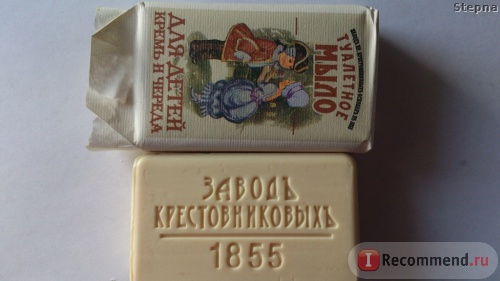 Stepna
ТУАЛЕТНОЕ
МЫЛО
ДЛЯ ДЕТЕЙ
КРЕМЪ И ЧЕРЕДА
ЗАВОДЪ
КРЕСТОВНИКОВЫХЪ
1855
I Recommend.ru